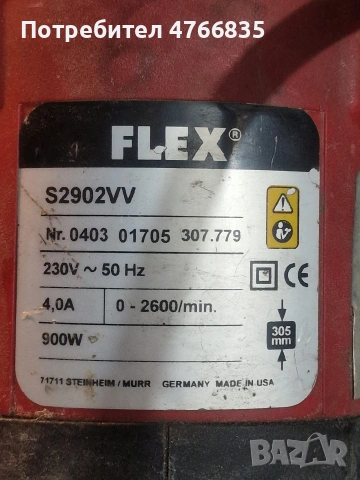 Потребител 4766835
FLEX®
S2902VV
Nr. 0403 01705 307.779
230V ~ 50 Hz
4,0A 0 - 2600/min.
900W
CE
305
mm
71711 STEINHEIM / MURR GERMANY MADE IN USA
BAZAR